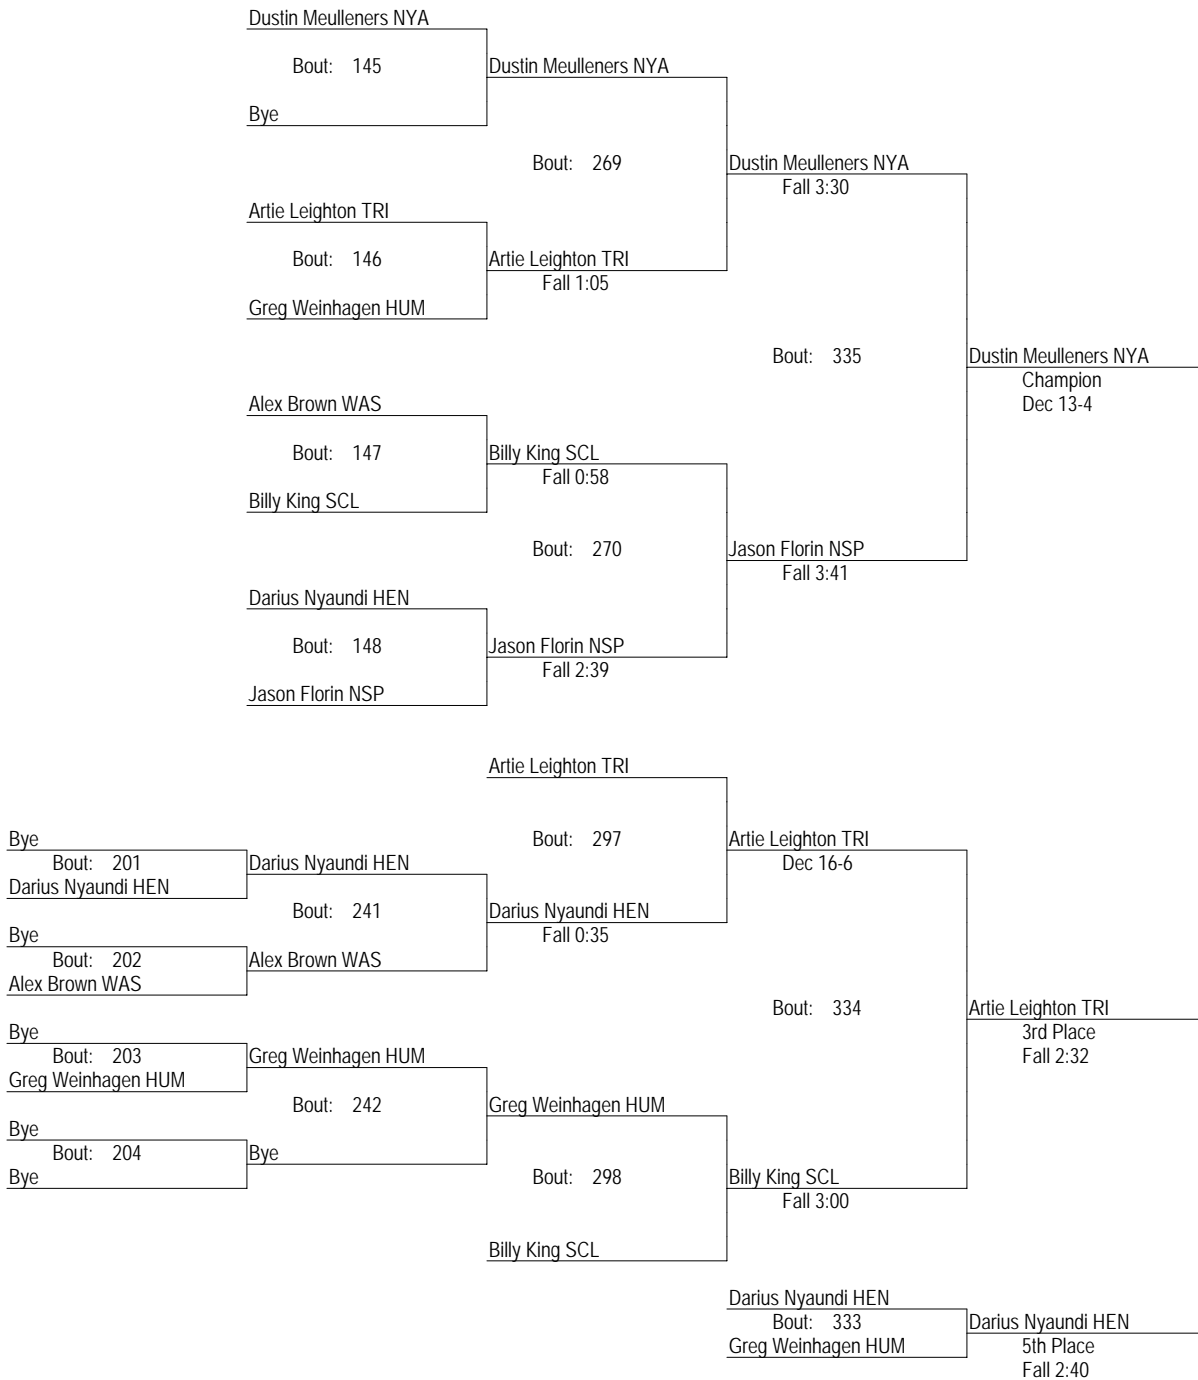 Dustin Meulleners NYA
Bout: 145
Dustin Meulleners NYA
Bye
Bout: 269
Dustin Meulleners NYA
Fall 3:30
Artie Leighton TRI
Bout: 146
Artie Leighton TRI
Fall 1:05
Greg Weinhagen HUM
Bout: 335
Dustin Meulleners NYA
Champion
Dec 13-4
Alex Brown WAS
Bout: 147
Billy King SCL
Fall 0:58
Billy King SCL
Bout: 270
Jason Florin NSP
Fall 3:41
Darius Nyaundi HEN
Bout: 148
Jason Florin NSP
Fall 2:39
Jason Florin NSP
Artie Leighton TRI
Bye
Bout: 297
Artie Leighton TRI
Dec 16-6
Bout: 201
Darius Nyaundi HEN
Darius Nyaundi HEN
Bout: 241
Darius Nyaundi HEN
Fall 0:35
Bye
Bout: 202
Alex Brown WAS
Alex Brown WAS
Bout: 334
Artie Leighton TRI
3rd Place
Fall 2:32
Bye
Bout: 203
Greg Weinhagen HUM
Greg Weinhagen HUM
Bout: 242
Greg Weinhagen HUM
Bye
Bout: 204
Bye
Bye
Bout: 298
Billy King SCL
Fall 3:00
Billy King SCL
Darius Nyaundi HEN
Bout: 333
Darius Nyaundi HEN
Greg Weinhagen HUM
5th Place
Fall 2:40